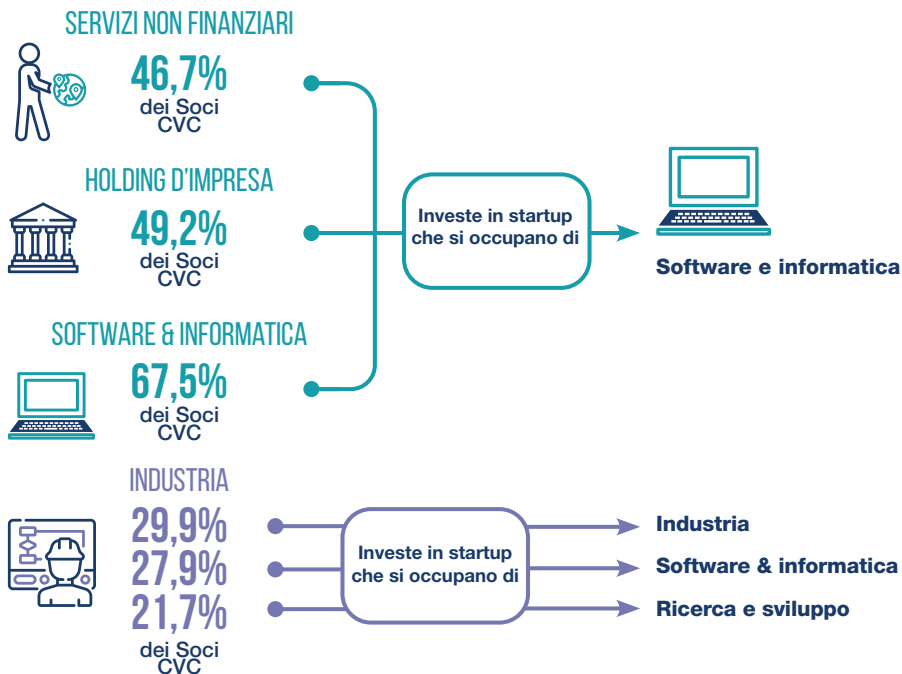 SERVIZI NON FINANZIARI
46,7%
dei Soci
CVC
HOLDING D'IMPRESA
49,2%
dei Soci
CVC
SOFTWARE & INFORMATICA
67,5%
dei Soci
CVC
Investe in startup
che si occupano di
Software e informatica
INDUSTRIA
29,9%
27,9%
21,7%
dei Soci
CVC
Investe in startup
che si occupano di
Industria
Software & informatica
Ricerca e sviluppo